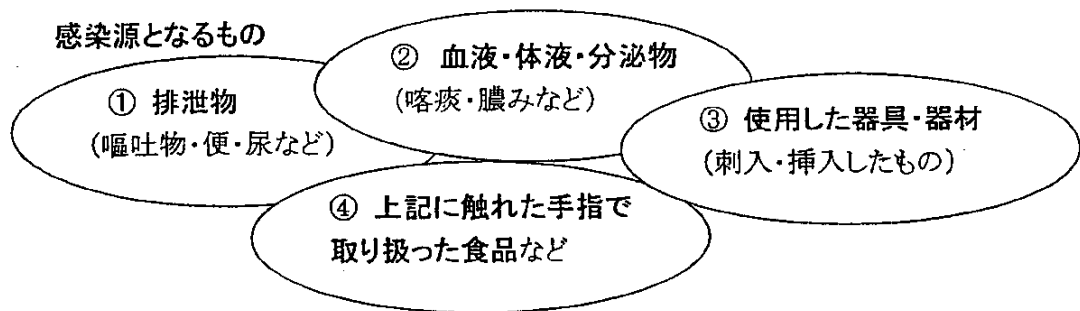 感染源となるもの
① 排泄物
(嘔吐物・便・尿など)
② 血液・体液・分泌物
(喀痰・膿みなど)
③ 使用した器具・器材
(刺入・挿入したもの)
④ 上記に触れた手指で
取り扱った食品など